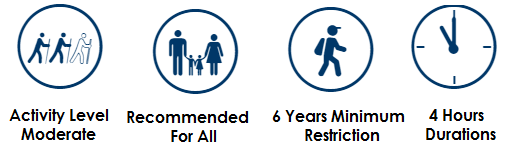 Activity Level
Moderate
Recommended
For All
6 Years Minimum
Restriction
4 Hours
Durations